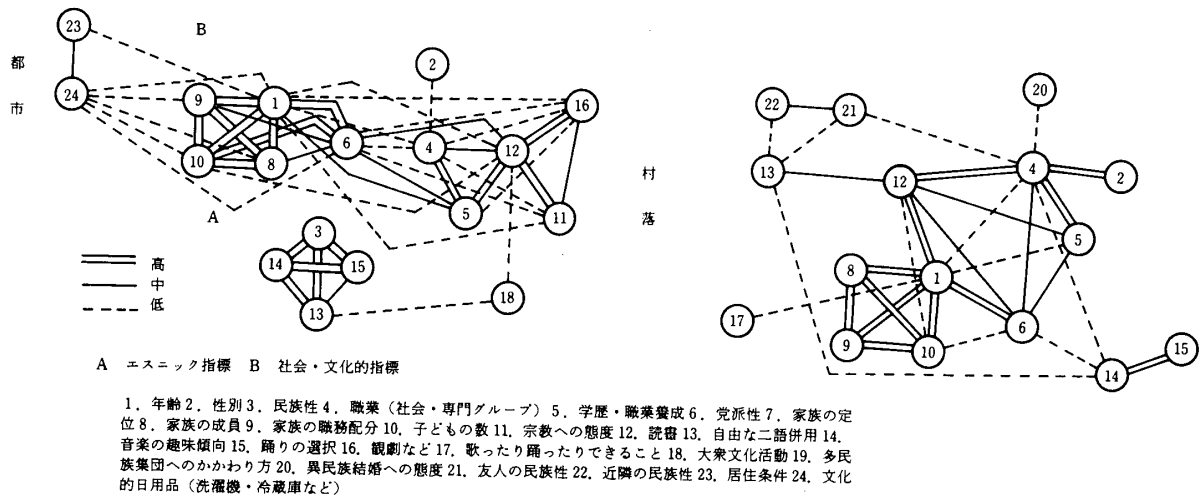 都市
B
23
24
9
1
10
8
6
2
4
12
16
5
11
A
3
14
15
13
18
高
中
低
村落
20
22
21
13
12
4
2
5
8
1
17
9
10
6
14
15
A エスニック指標 B 社会・文化的指標
1．年齢 2．性別 3．民族性 4．職業（社会・専門グループ）5．学歴・職業養成 6．党派性 7．家族の定
位 8．家族の成員 9．家族の職務配分 10．子どもの数 11．宗教への態度 12．読書 13．自由な二語併用 14．
音楽の趣味傾向 15．踊りの選択 16．観劇など 17．歌ったり踊ったりできること 18．大衆文化活動 19．多民
族集団へのかかわり方 20．異民族結婚への態度 21．友人の民族性 22．近隣の民族性 23．居住条件 24．文化
的日用品（洗濯機・冷蔵庫など）